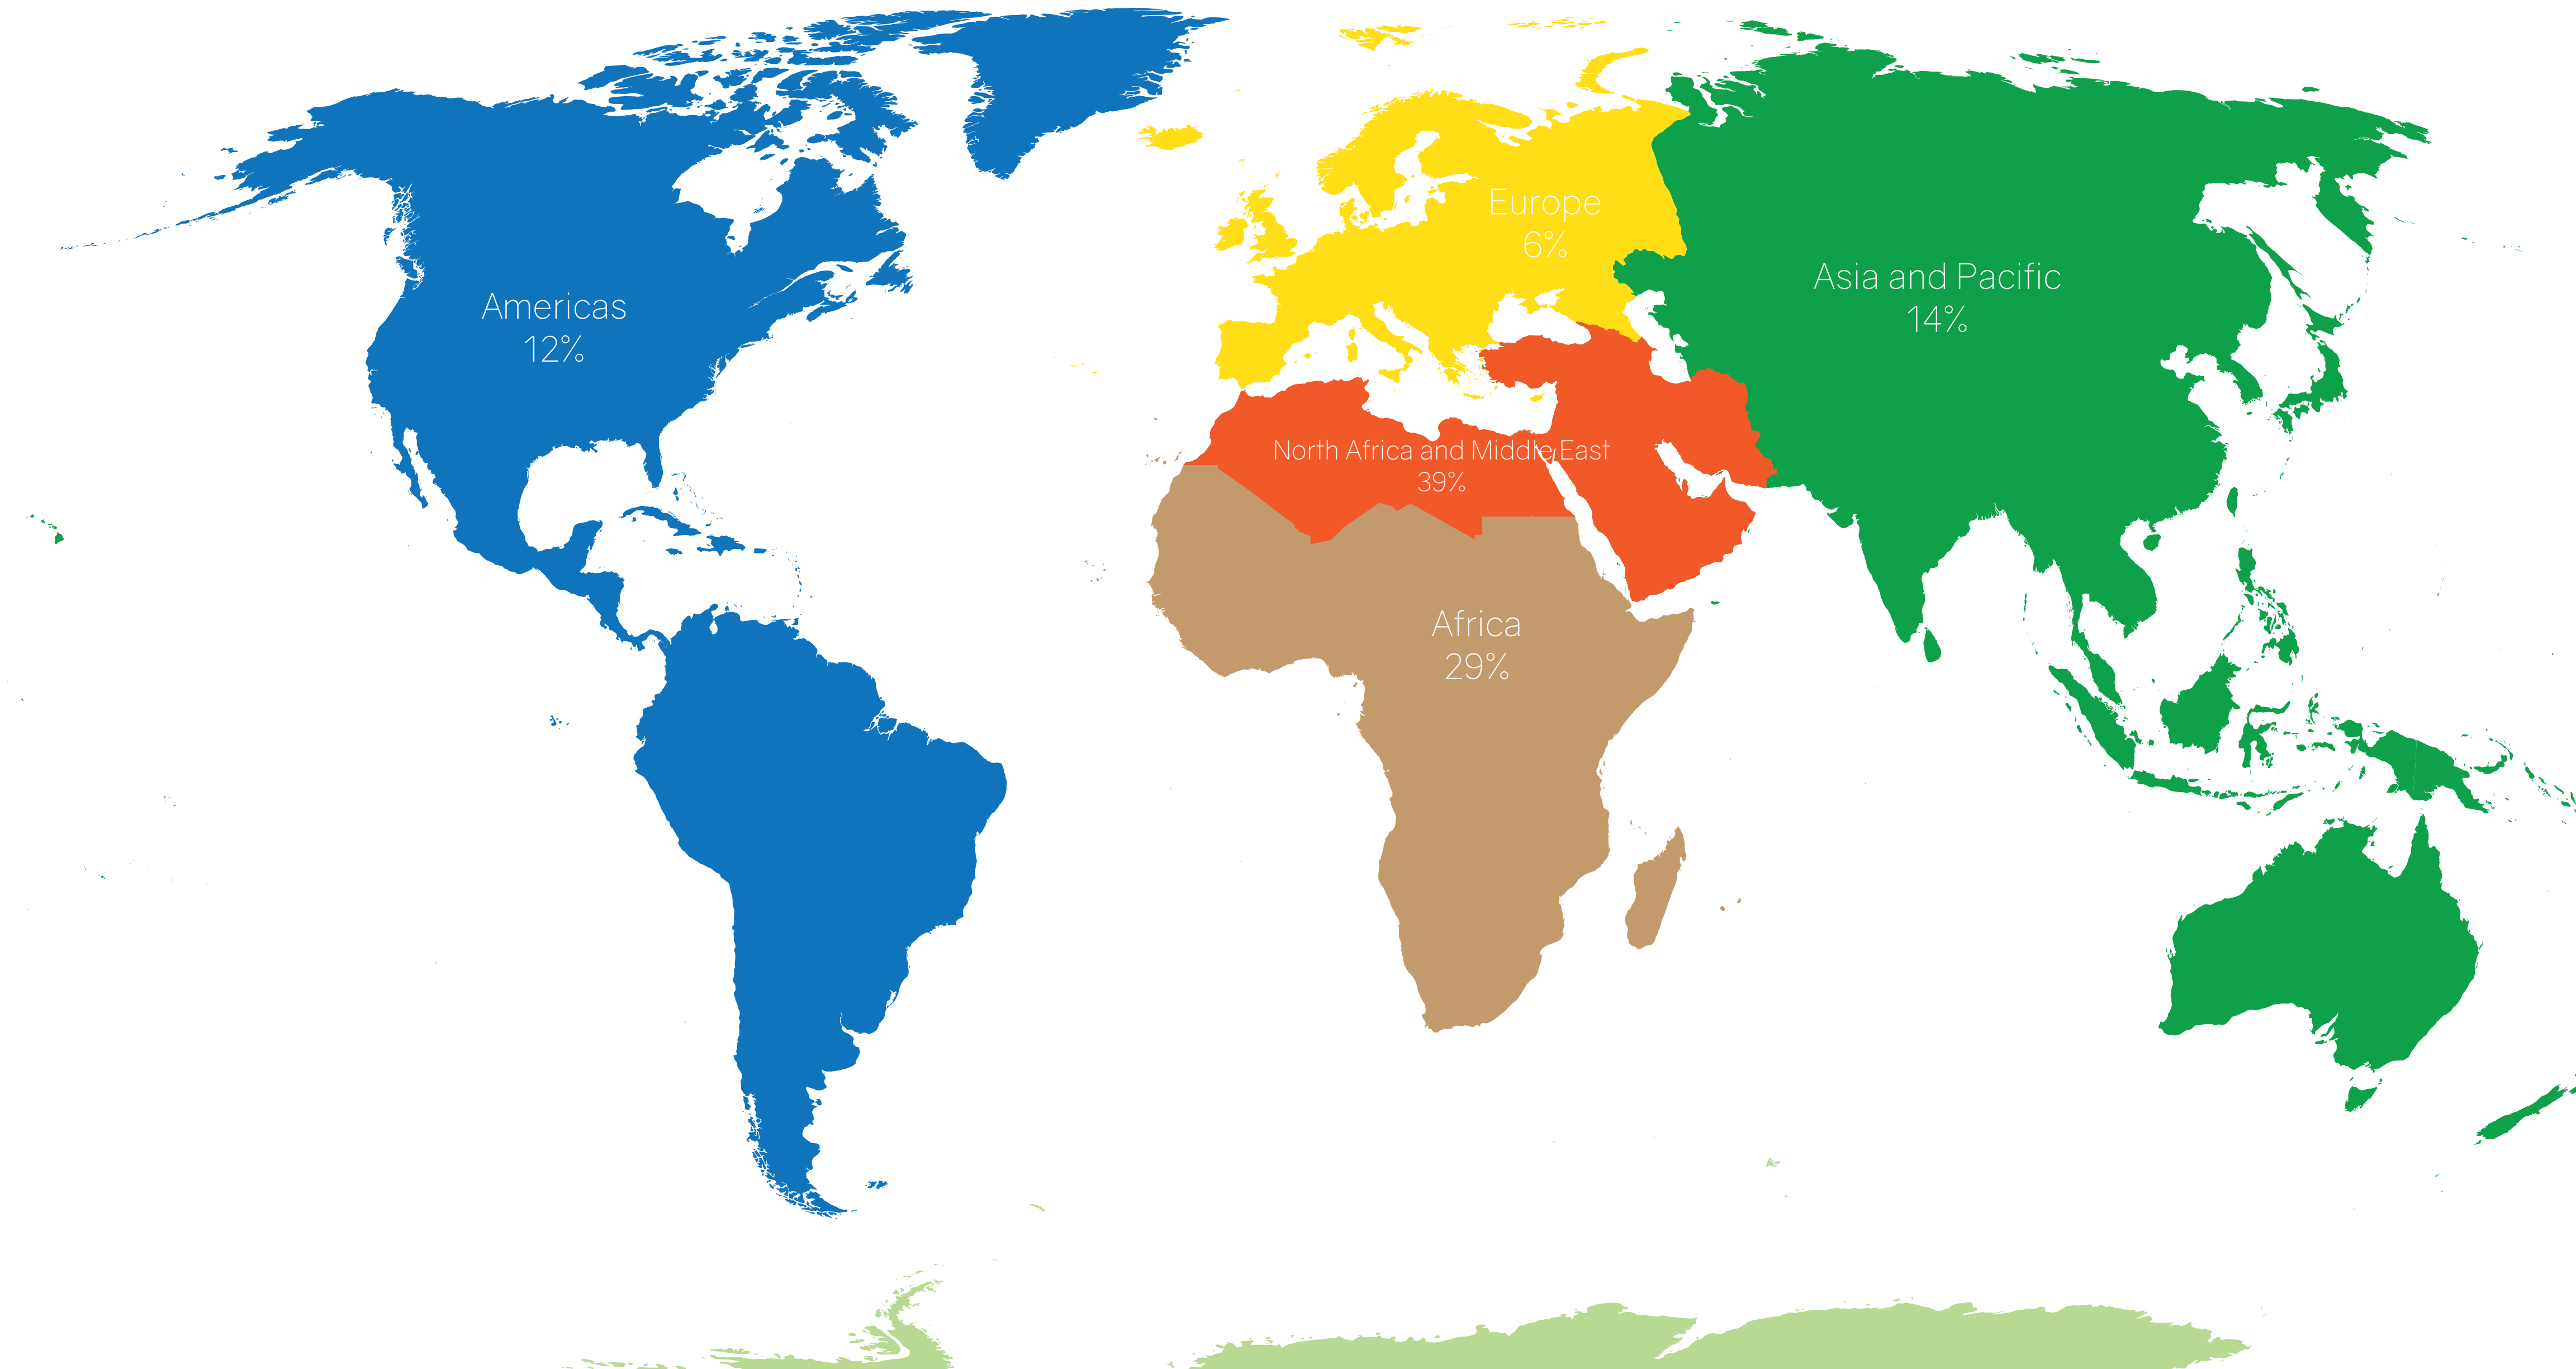 Europe
6%
Americas
12%
Asia and Pacific
14%
North Africa and Middle East
39%
Africa
29%